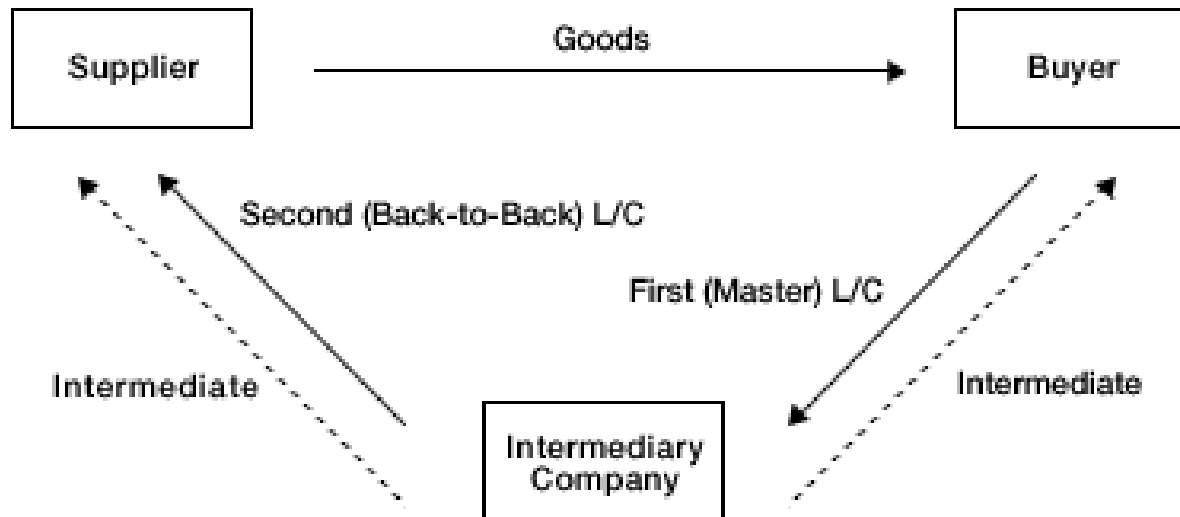 Goods
Supplier
Buyer
Second (Back-to-Back) L/C
First (Master) L/C
Intermediate
Intermediate
Intermediary
Company